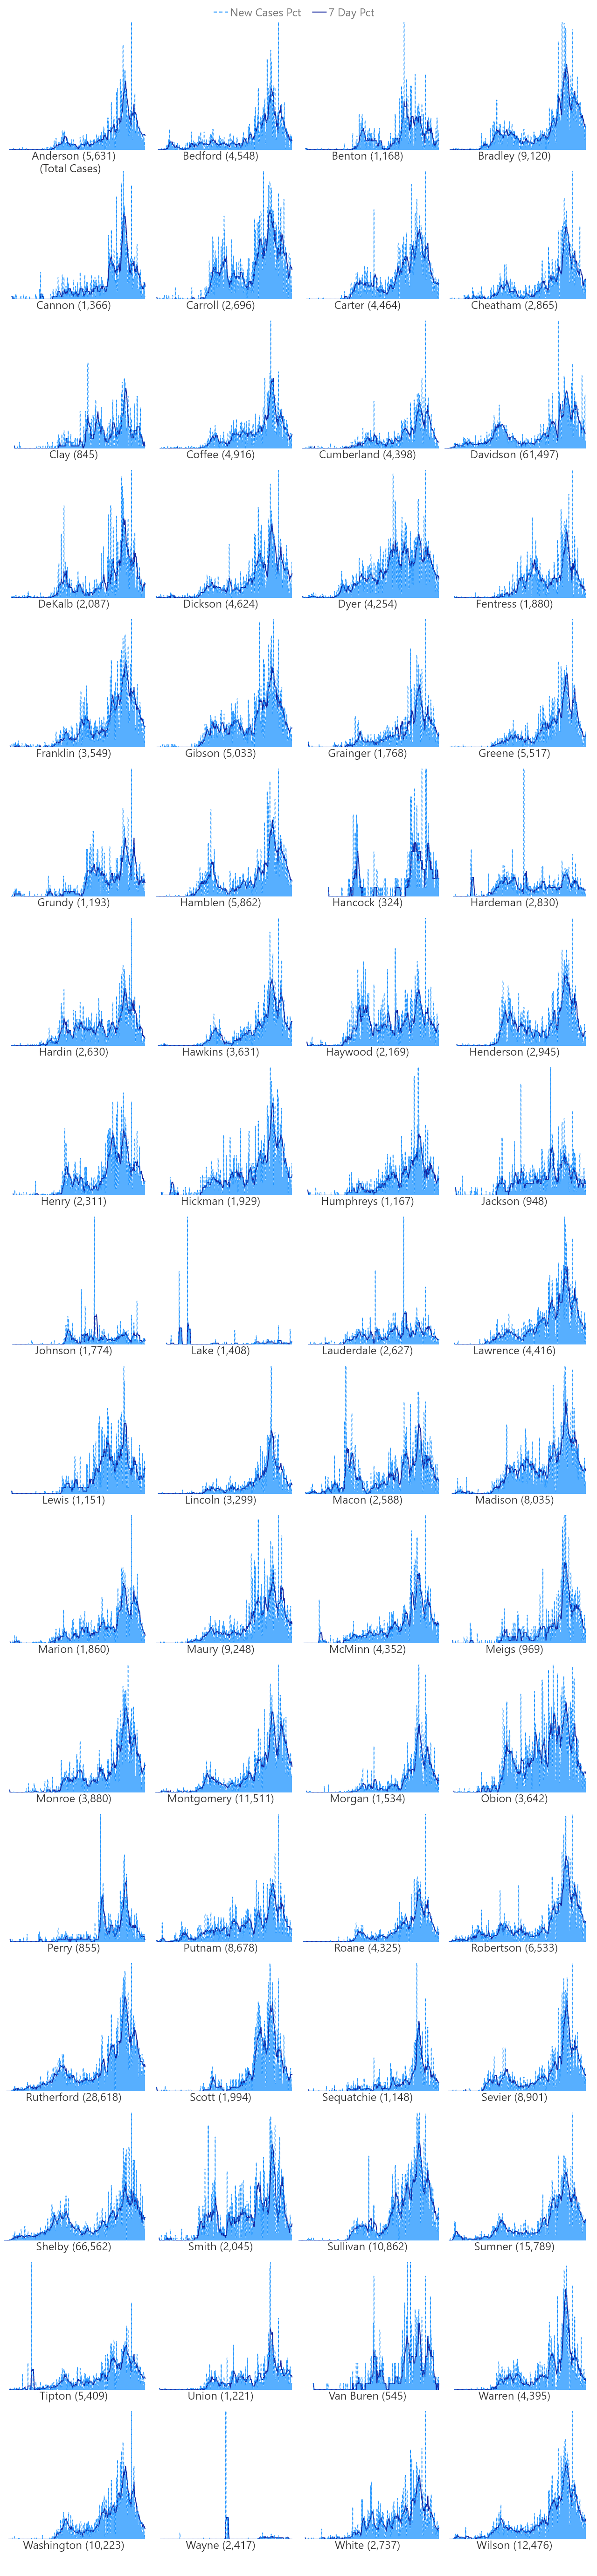 New Cases Pct 7 Day Pct
Anderson (5,631) Bedford (4,548) Benton (1,168) Bradley (9,120)
(Total Cases)
Cannon (1,366) Carroll (2,696) Carter (4,464) Cheatham (2,865)
Clay (845) Coffee (4,916) Cumberland (4,398) Davidson (61,497)
DeKalb (2,087) Dickson (4,624) Dyer (4,254) Fentress (1,880)
Franklin (3,549) Gibson (5,033) Grainger (1,768) Greene (5,517)
Grundy (1,193) Hamblen (5,862) Hancock (324) Hardeman (2,830)
Hardin (2,630) Hawkins (3,631) Haywood (2,169) Henderson (2,945)
Henry (2,311) Hickman (1,929) Humphreys (1,167) Jackson (948)
Johnson (1,774) Lake (1,408) Lauderdale (2,627) Lawrence (4,416)
Lewis (1,151) Lincoln (3,299) Macon (2,588) Madison (8,035)
Marion (1,860) Maury (9,248) McMinn (4,352) Meigs (969)
Monroe (3,880) Montgomery (11,511) Morgan (1,534) Obion (3,642)
Perry (855) Putnam (8,678) Roane (4,325) Robertson (6,533)
Rutherford (28,618) Scott (1,994) Sequatchie (1,148) Sevier (8,901)
Shelby (66,562) Smith (2,045) Sullivan (10,862) Sumner (15,789)
Tipton (5,409) Union (1,221) Van Buren (545) Warren (4,395)
Washington (10,223) Wayne (2,417) White (2,737) Wilson (12,476)